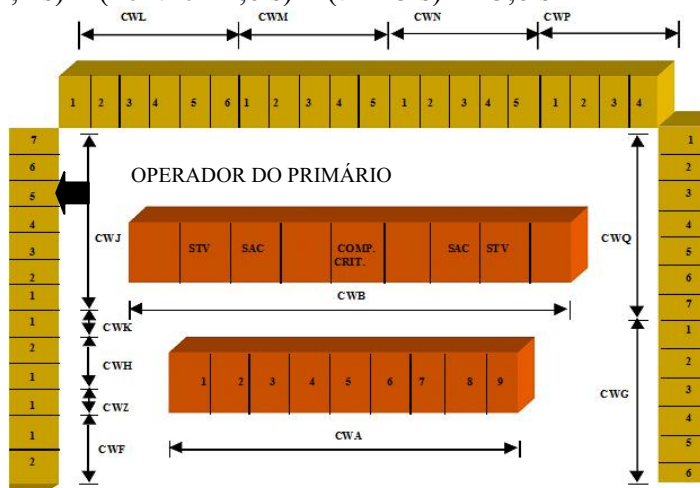 CWL CWM CWN CWP
1 2 3 4 5 6 1 2 3 4 5 1 2 3 4 5 1 2 3 4
7
6
5
4
3
2
1
1
2
1
1
1
2
CWJ
CWK
CWH
CWZ
CWF
OPERADOR DO PRIMÁRIO
STV SAC COMP. SAC STV
CRIT.
CWB
1 2 3 4 5 6 7 8 9
CWA
CWQ
CWG
1
2
3
4
5
6
7
1
2
3
4
5
6